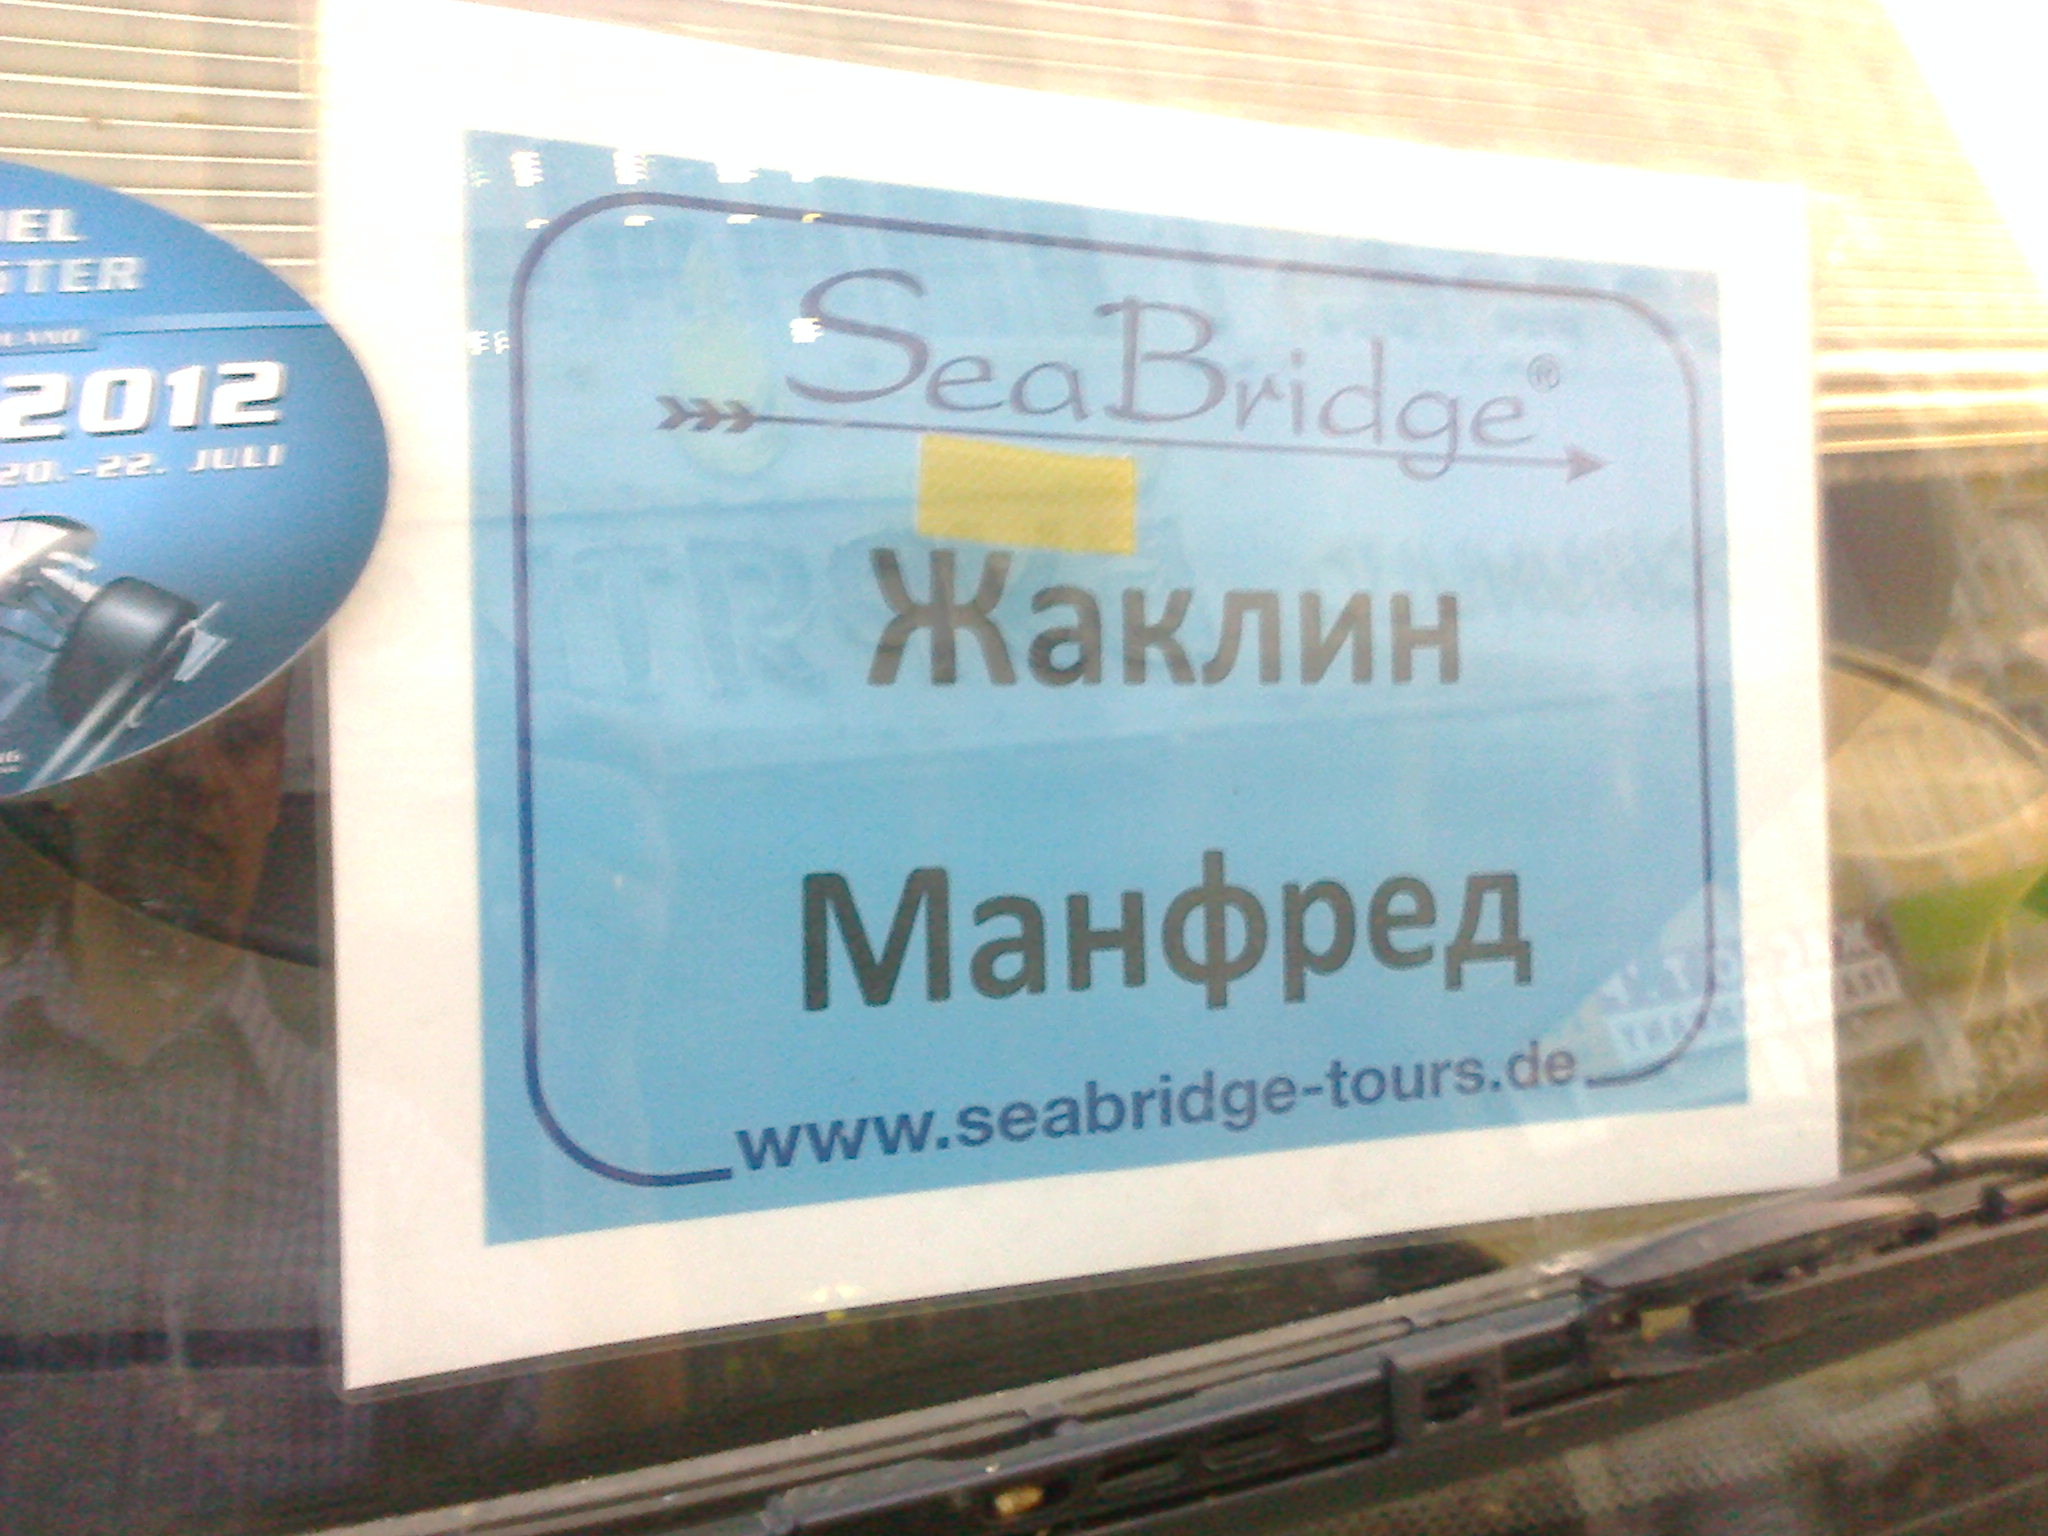 2012
20.-22. JULI
SeaBridge®
Жаклин
Манфред
www.seabridge-tours.de